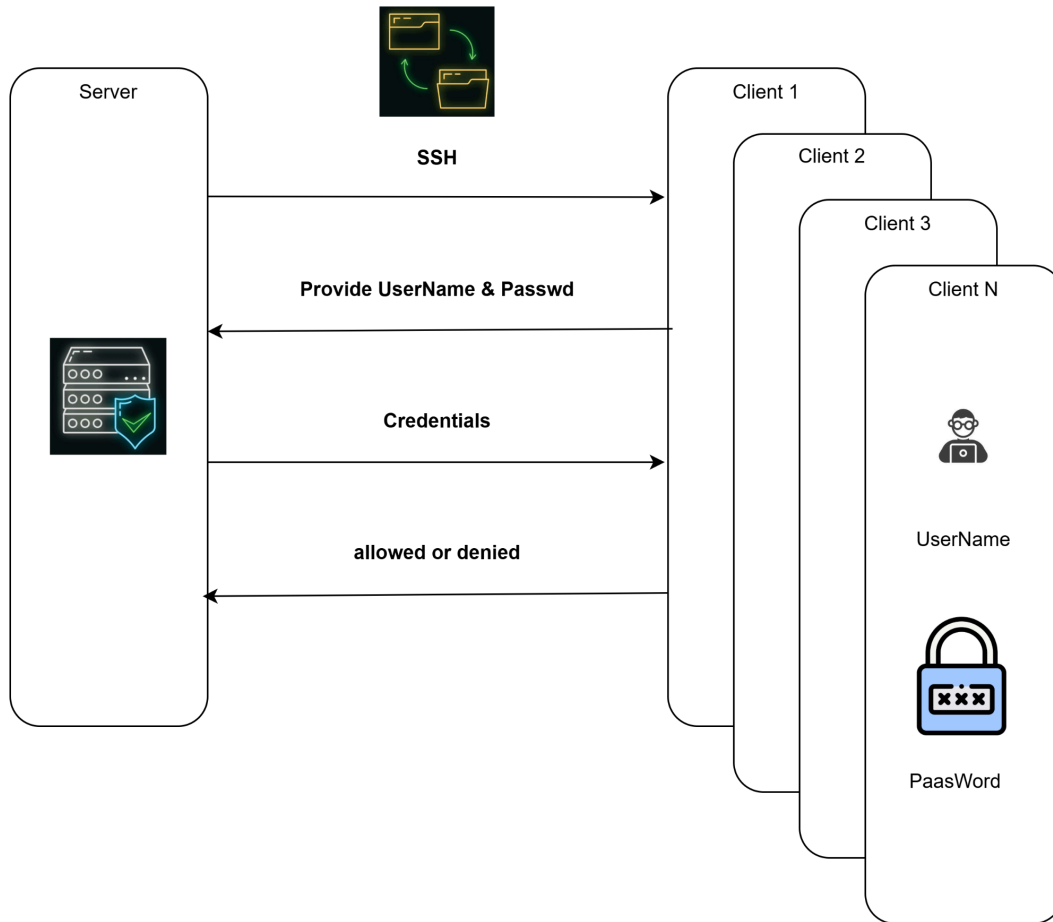 Server
SSH
Provide UserName & Passwd
Credentials
allowed or denied
Client 1
Client 2
Client 3
Client N
UserName
PaasWord